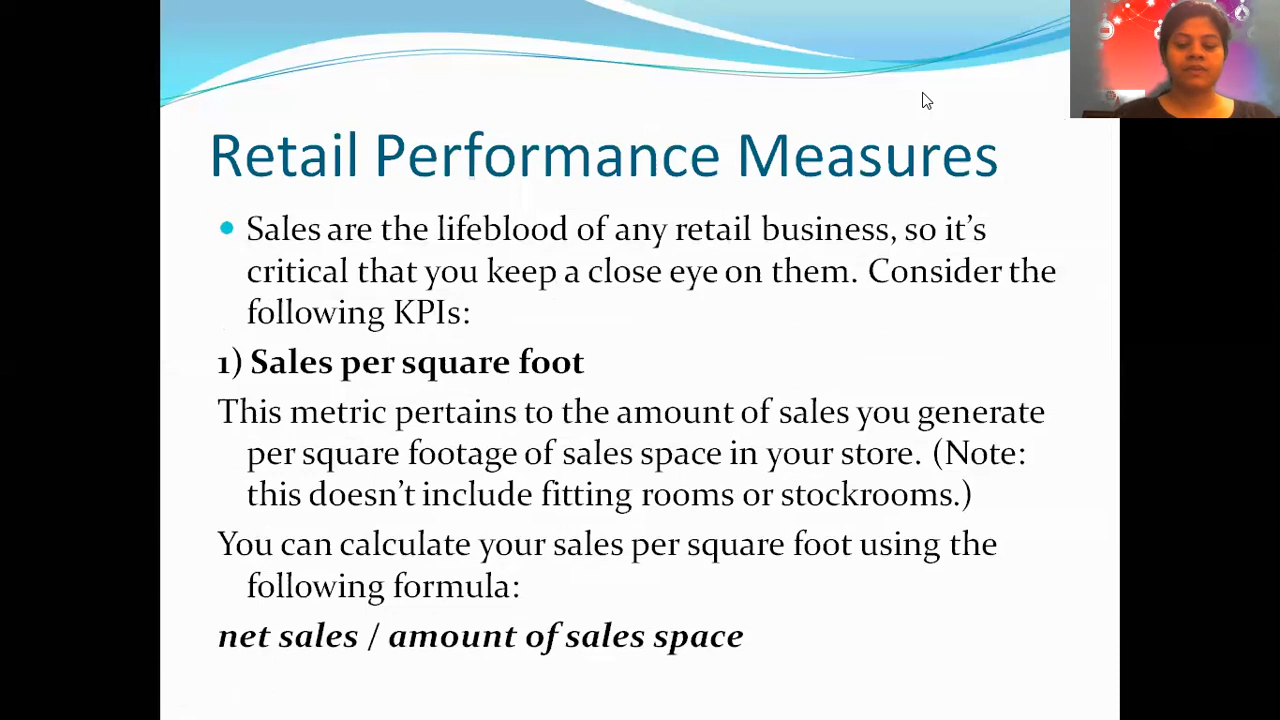 Retail Performance Measures
• Sales are the lifeblood of any retail business, so it’s
critical that you keep a close eye on them. Consider the
following KPIs:
1) Sales per square foot
This metric pertains to the amount of sales you generate
per square footage of sales space in your store. (Note:
this doesn’t include fitting rooms or stockrooms.)
You can calculate your sales per square foot using the
following formula:
net sales / amount of sales space